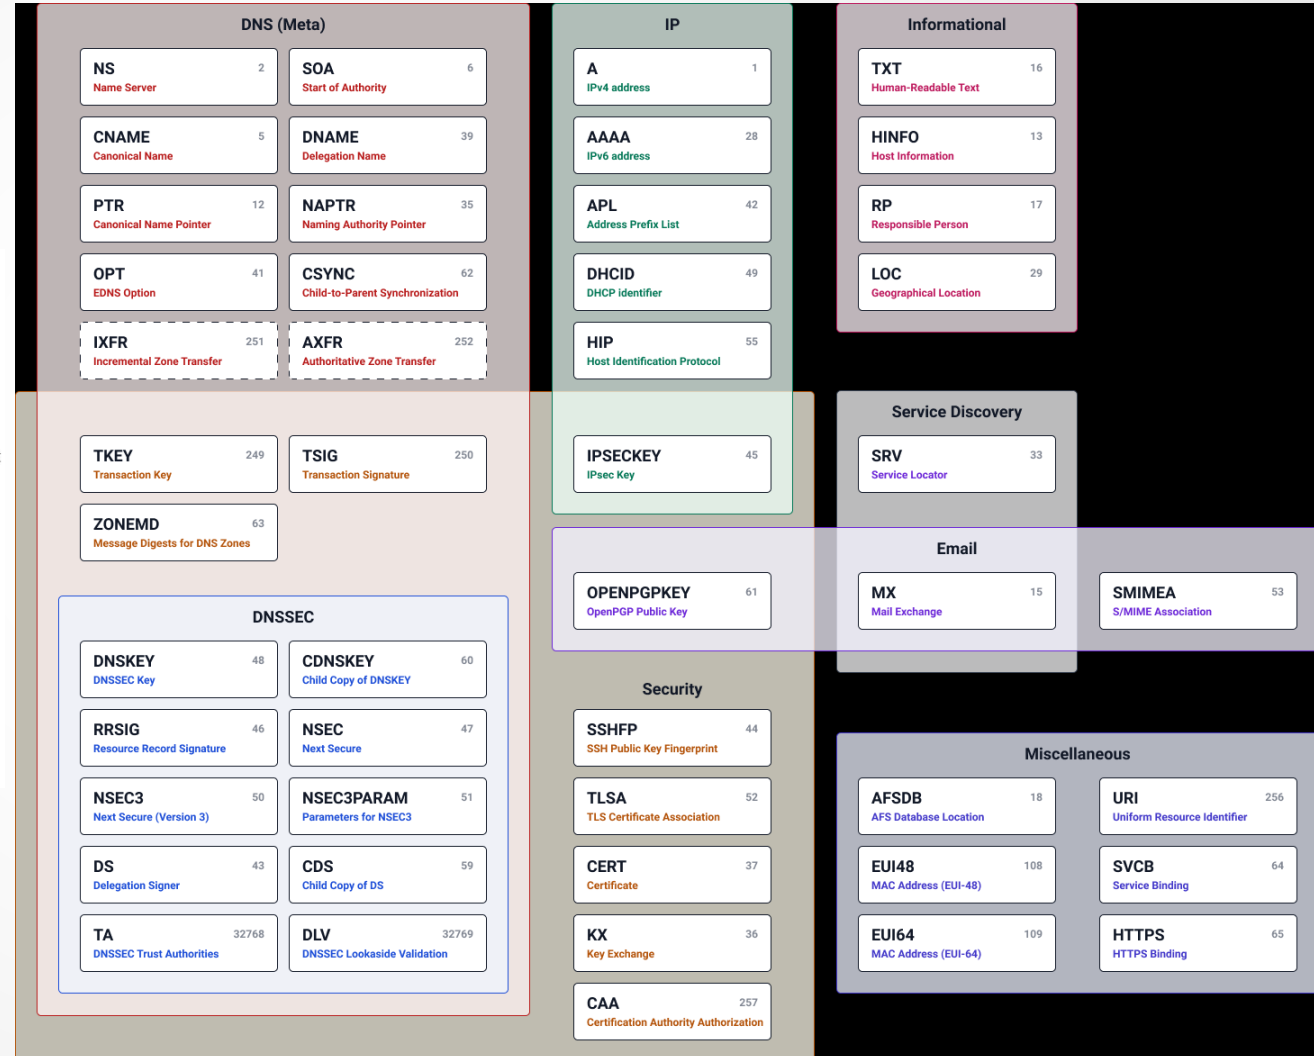 DNS (Meta)
NS 2
Name Server
SOA 6
Start of Authority
CNAME 5
Canonical Name
DNAME 39
Delegation Name
PTR 12
Canonical Name Pointer
NAPTR 35
Naming Authority Pointer
OPT 41
EDNS Option
CSYNC 62
Child-to-Parent Synchronization
IXFR 251
Incremental Zone Transfer
AXFR 252
Authoritative Zone Transfer
TKEY 249
Transaction Key
TSIG 250
Transaction Signature
ZONEMD 63
Message Digests for DNS Zones
DNSSEC
DNSKEY 48
DNSSEC Key
CDNSKEY 60
Child Copy of DNSKEY
RRSIG 46
Resource Record Signature
NSEC 47
Next Secure
NSEC3 50
Next Secure (Version 3)
NSEC3PARAM 51
Parameters for NSEC3
DS 43
Delegation Signer
CDS 59
Child Copy of DS
TA 32768
DNSSEC Trust Authorities
DLV 32769
DNSSEC Lookaside Validation
IP
A 1
IPv4 address
AAAA 28
IPv6 address
APL 42
Address Prefix List
DHCID 49
DHCP identifier
HIP 55
Host Identification Protocol
IPSECKEY 45
IPsec Key
Informational
TXT 16
Human-Readable Text
HINFO 13
Host Information
RP 17
Responsible Person
LOC 29
Geographical Location
Service Discovery
SRV 33
Service Locator
Email
OPENPGPKEY 61
OpenPGP Public Key
MX 15
Mail Exchange
SMIMEA 53
S/MIME Association
Security
SSHFP 44
SSH Public Key Fingerprint
TLSA 52
TLS Certificate Association
CERT 37
Certificate
KX 36
Key Exchange
CAA 257
Certification Authority Authorization
Miscellaneous
AFSDB 18
AFS Database Location
URI 256
Uniform Resource Identifier
EUI48 108
MAC Address (EUI-48)
SVCB 64
Service Binding
EUI64 109
MAC Address (EUI-64)
HTTPS 65
HTTPS Binding